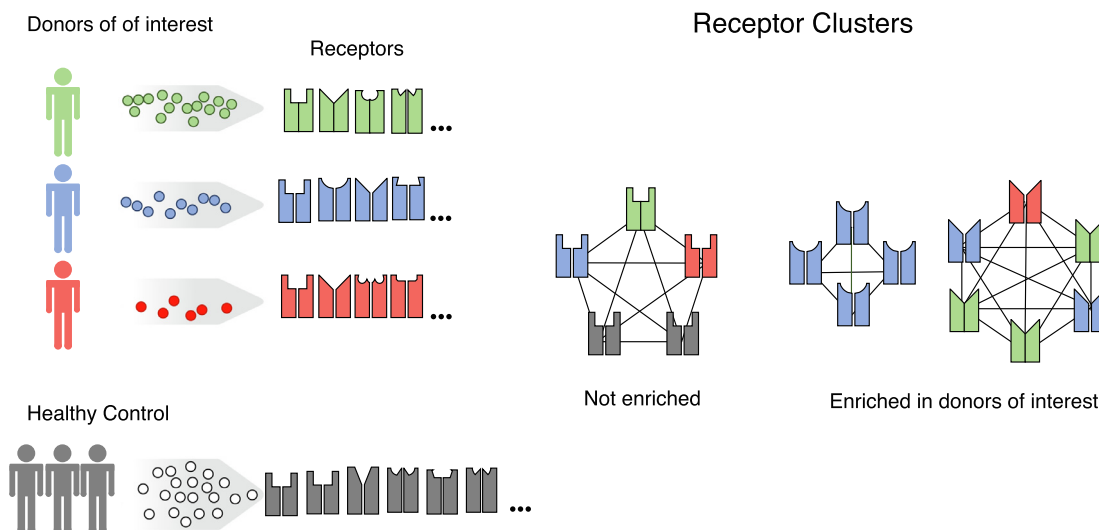 Donors of of interest
Receptors
Receptor Clusters
...
...
...
Not enriched
Enriched in donors of interest
Healthy Control
...